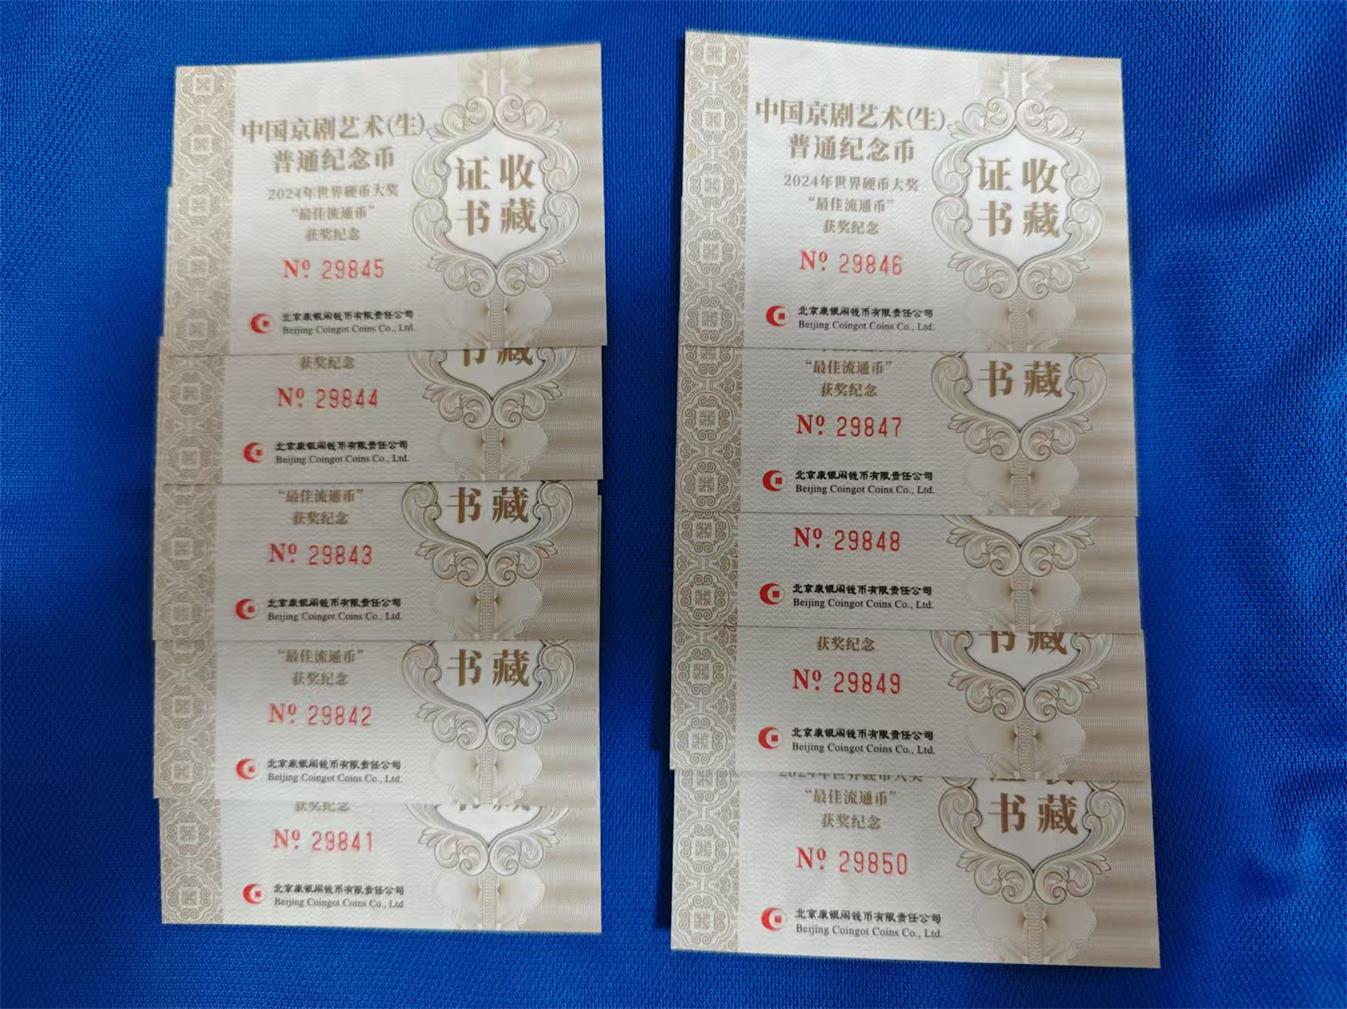 中国京剧艺术(生)
普通纪念币
2024年世界硬币大奖
“最佳流通币”
获奖纪念
Nº 29845
北京康银阁钱币有限责任公司
Beijing Coingot Coins Co., Ltd.
证收
书藏
获奖纪念
Nº 29844
北京康银阁钱币有限责任公司
Beijing Coingot Coins Co., Ltd.
书藏
“最佳流通币”
获奖纪念
Nº 29843
北京康银阁钱币有限责任公司
Beijing Coingot Coins Co., Ltd.
书藏
“最佳流通币”
获奖纪念
Nº 29842
北京康银阁钱币有限责任公司
Beijing Coingot Coins Co., Ltd.
书藏
获奖纪念
Nº 29841
北京康银阁钱币有限责任公司
Beijing Coingot Coins Co., Ltd
中国京剧艺术(生)
普通纪念币
2024年世界硬币大奖
“最佳流通币”
获奖纪念
Nº 29846
北京康银阁钱币有限责任公司
Beijing Coingot Coins Co., Ltd.
证收
书藏
“最佳流通币”
获奖纪念
Nº 29847
北京康银阁钱币有限责任公司
Beijing Coingot Coins Co., Ltd.
书藏
Nº 29848
北京康银阁钱币有限责任公司
Beijing Coingot Coins Co., Ltd.
获奖纪念
Nº 29849
北京康银阁钱币有限责任公司
Beijing Coingot Coins Co., Ltd.
书藏
2024年世界硬币大奖
“最佳流通币”
获奖纪念
Nº 29850
北京康银阁钱币有限责任公司
Beijing Coingot Coins Co., Ltd.
书藏